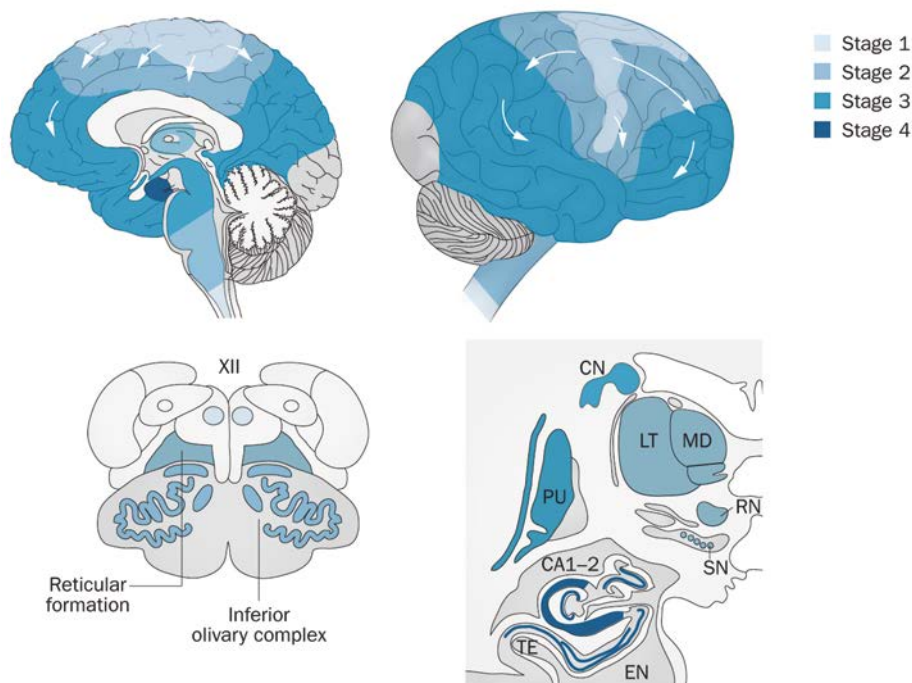 Stage 1
Stage 2
Stage 3
Stage 4
XII
Reticular
formation
Inferior
olivary complex
CN
LT
MD
PU
RN
SN
CA1–2
TE
EN